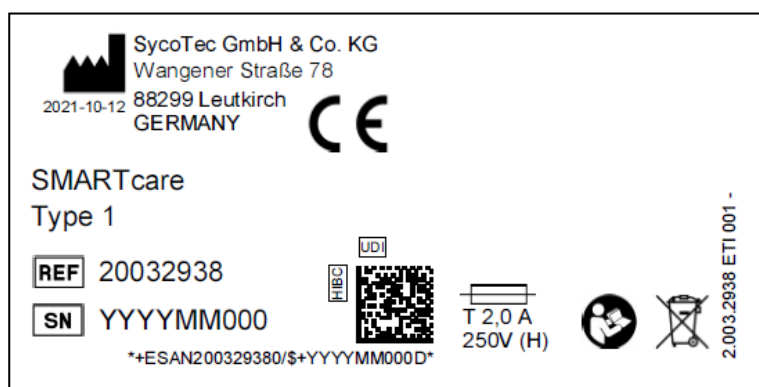 SycoTec GmbH & Co. KG
Wangener Straße 78
2021-10-12 88299 Leutkirch
GERMANY
CE
SMARTcare
Type 1
REF 20032938
SN YYYYMM000
UDI
HIBC
T 2,0 A
250V (H)
*+ESAN200329380/$+YYYYMM000D*
2.003.2938 ETI 001 -